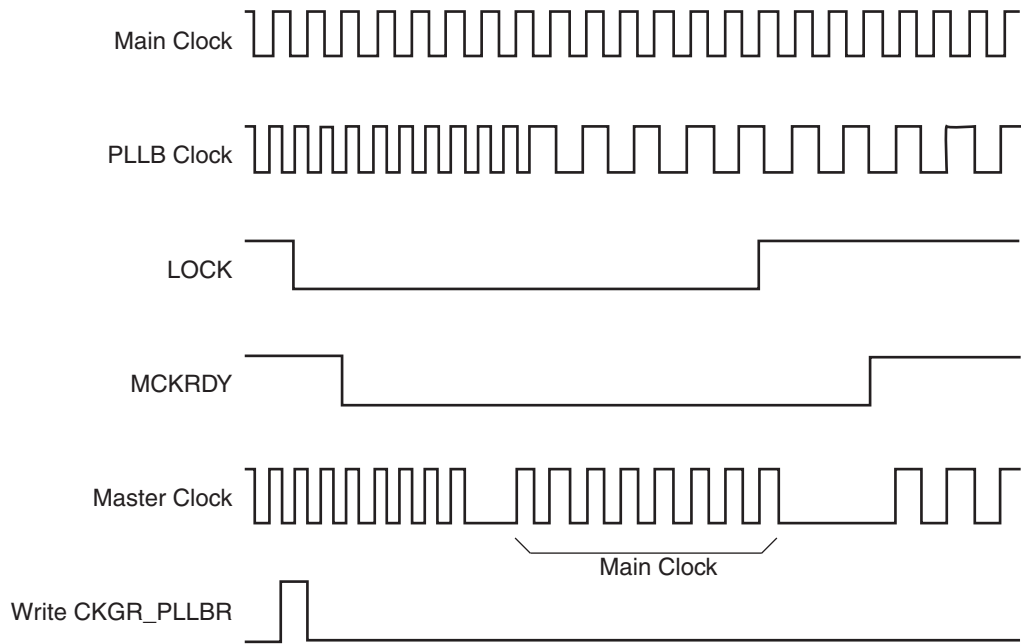 Main Clock
PLLB Clock
LOCK
MCKRDY
Master Clock
Main Clock
Write CKGR_PLLBR